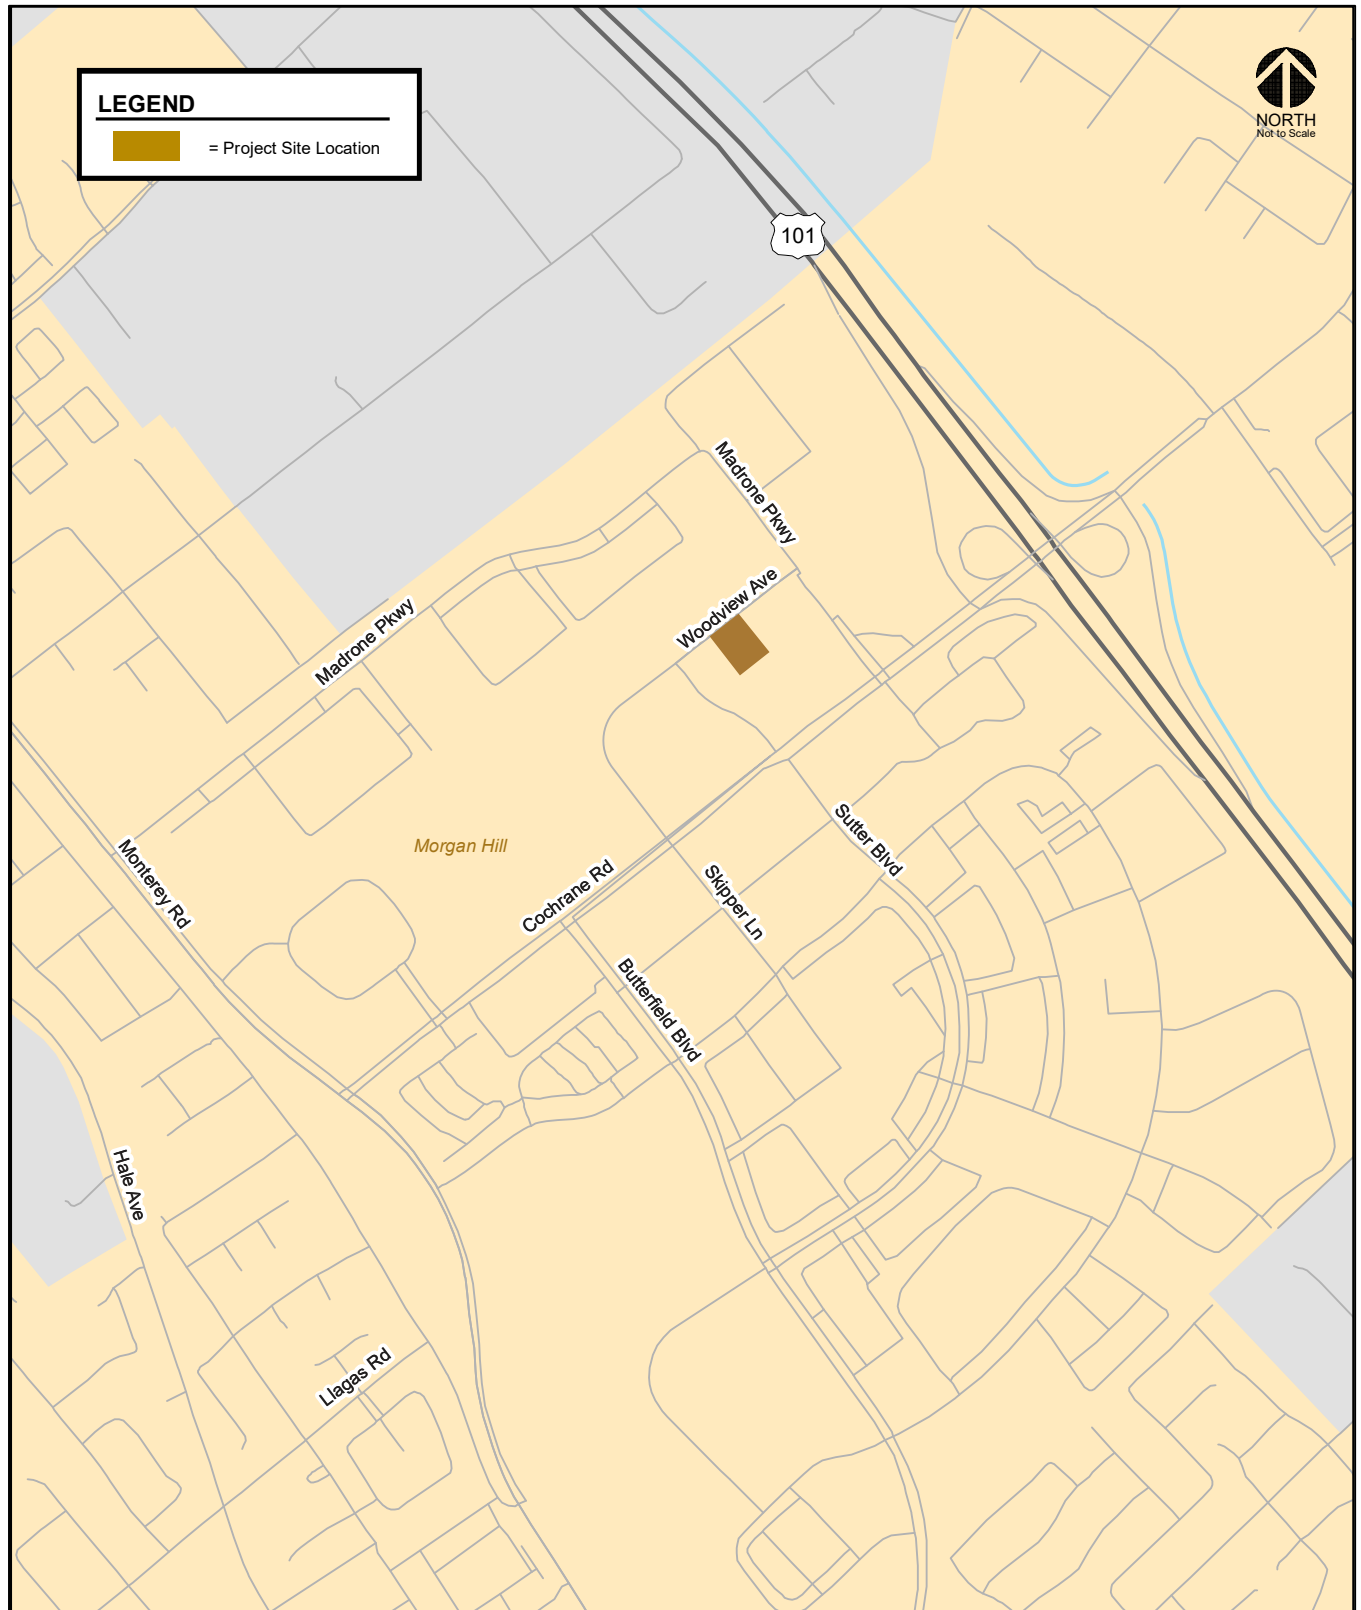 LEGEND
= Project Site Location
NORTH
Not to Scale
101
Madrone Pkwy
Woodview Ave
Madrone Pkwy
Morgan Hill
Sutter Blvd
Monterey Rd
Cochrane Rd
Skipper Ln
Butterfield Blvd
Hale Ave
Llagas Rd